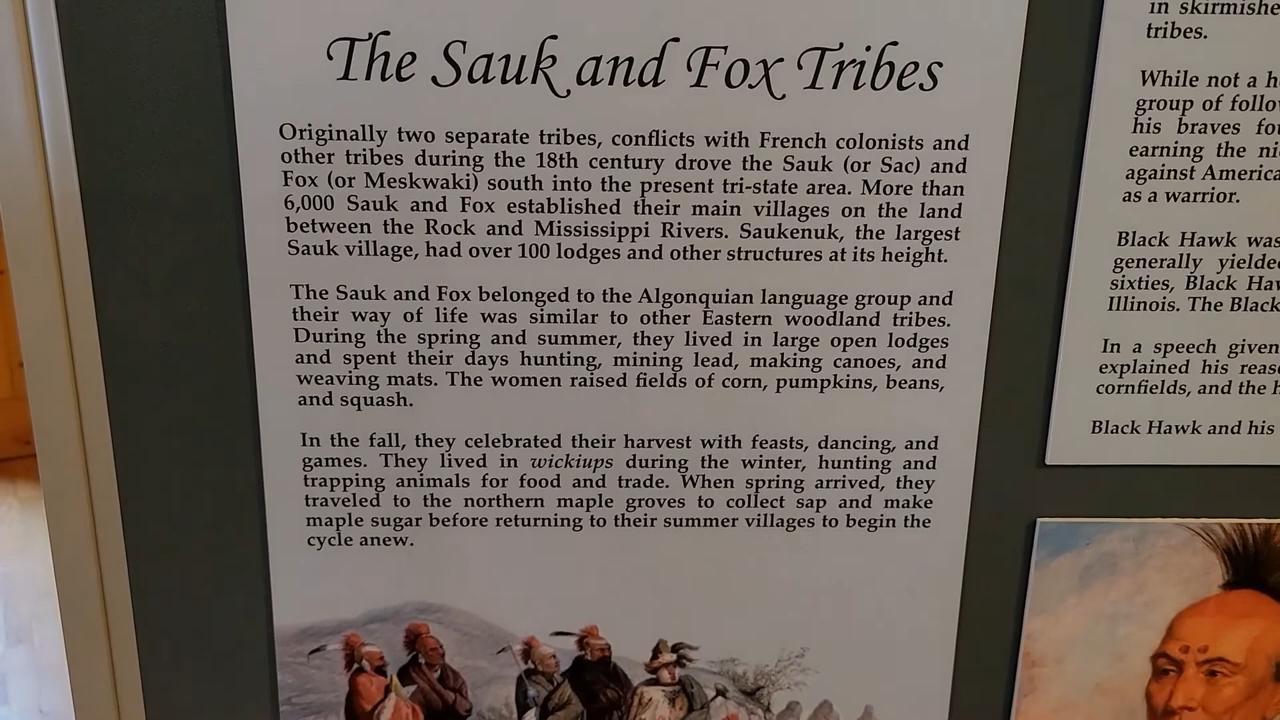 The Sauk and Fox Tribes
Originally two separate tribes, conflicts with French colonists and
other tribes during the 18th century drove the Sauk (or Sac) and
Fox (or Meskwaki) south into the present tri-state area. More than
6,000 Sauk and Fox established their main villages on the land
between the Rock and Mississippi Rivers. Saukenuk, the largest
Sauk village, had over 100 lodges and other structures at its height.
The Sauk and Fox belonged to the Algonquian language group and
their way of life was similar to other Eastern woodland tribes.
During the spring and summer, they lived in large open lodges
and spent their days hunting, mining lead, making canoes, and
weaving mats. The women raised fields of corn, pumpkins, beans,
and squash.
In the fall, they celebrated their harvest with feasts, dancing, and
games. They lived in wickiups during the winter, hunting and
trapping animals for food and trade. When spring arrived, they
traveled to the northern maple groves to collect sap and make
maple sugar before returning to their summer villages to begin the
cycle anew.
in skirmishe
tribes.
While not a h
group of follo
his braves fo
earning the ni
against America
as a warrior.
Black Hawk was
generally yielde
sixties, Black Ha
Illinois. The Black
In a speech given
explained his reas
cornfields, and the h
Black Hawk and his